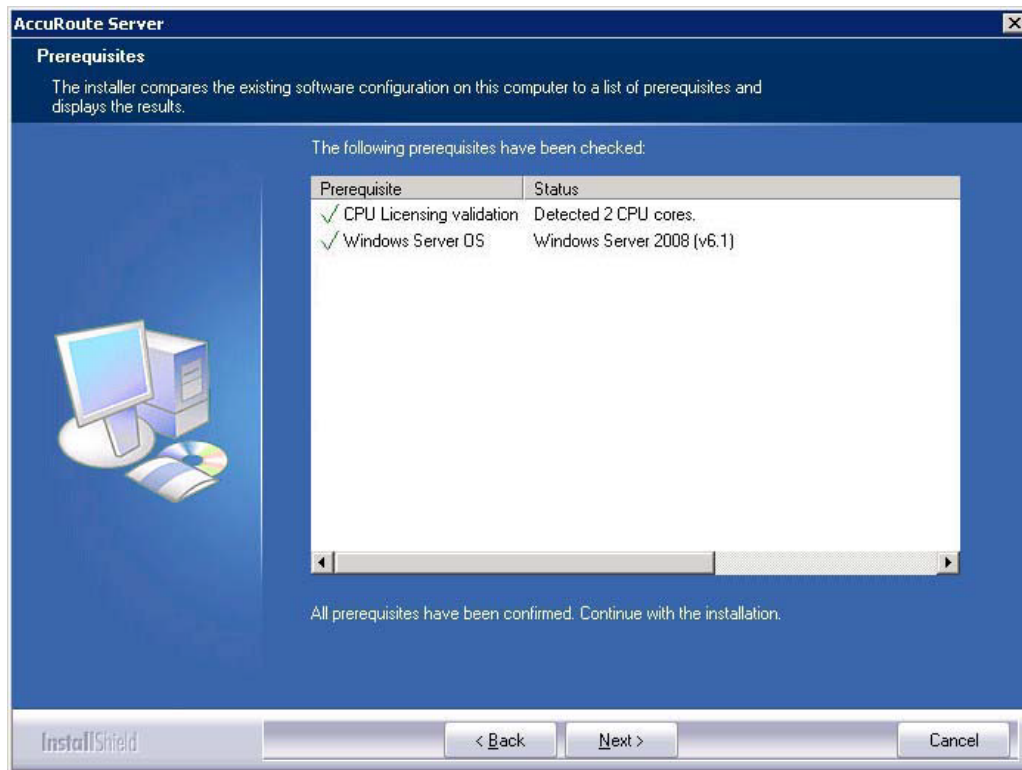 AccuRoute Server
Prerequisites
The installer compares the existing software configuration on this computer to a list of prerequisites and
displays the results.
The following prerequisites have been checked:
Prerequisite Status
CPU Licensing validation Detected 2 CPU cores.
Windows Server OS Windows Server 2008 (v6.1)
All prerequisites have been confirmed. Continue with the installation.
InstallShield
< Back Next > Cancel